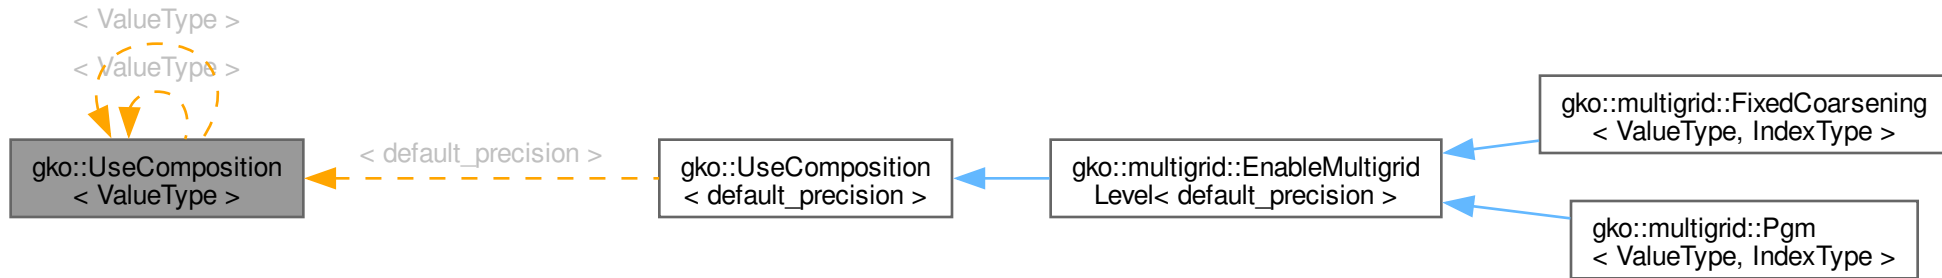 < ValueType >
< ValueType >
gko::UseComposition
< ValueType >
< default_precision >
gko::UseComposition
< default_precision >
gko::multigrid::EnableMultigrid
Level< default_precision >
gko::multigrid::FixedCoarsening
< ValueType, IndexType >
gko::multigrid::Pgm
< ValueType, IndexType >